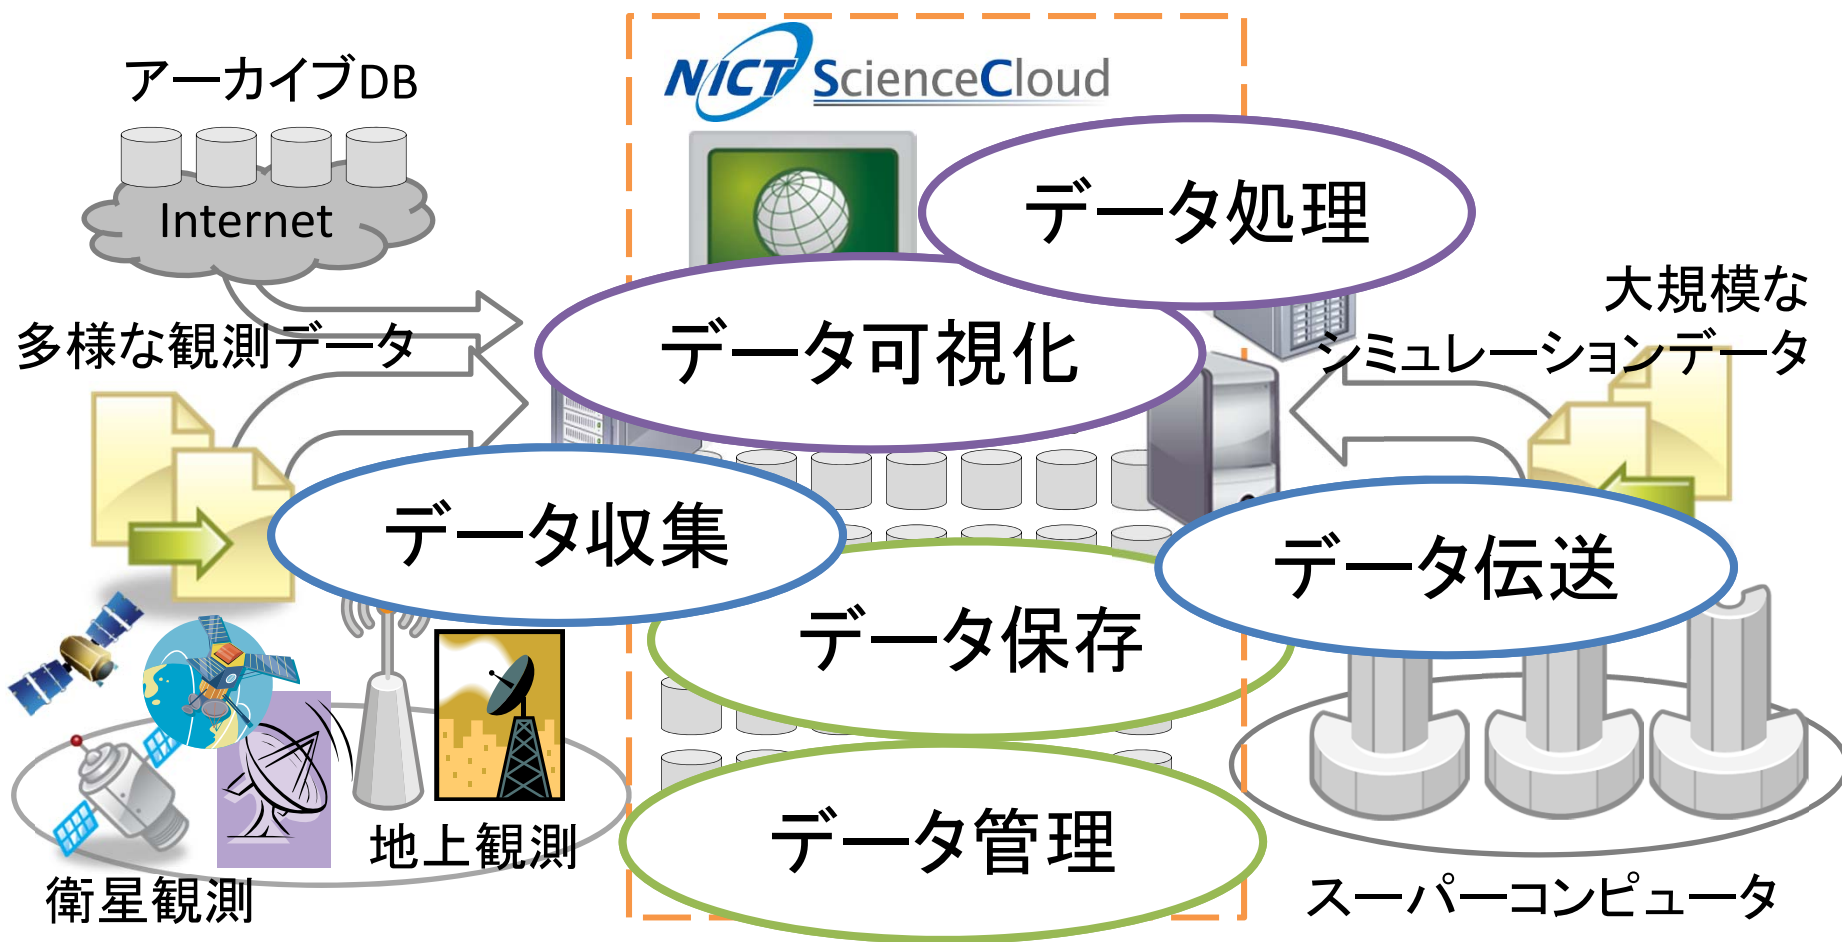 アーカイブDB
Internet
多様な観測データ
NICT ScienceCloud
データ処理
データ可視化
大規模な
シミュレーションデータ
データ収集
データ伝送
データ保存
データ管理
地上観測
衛星観測
スーパーコンピュータ